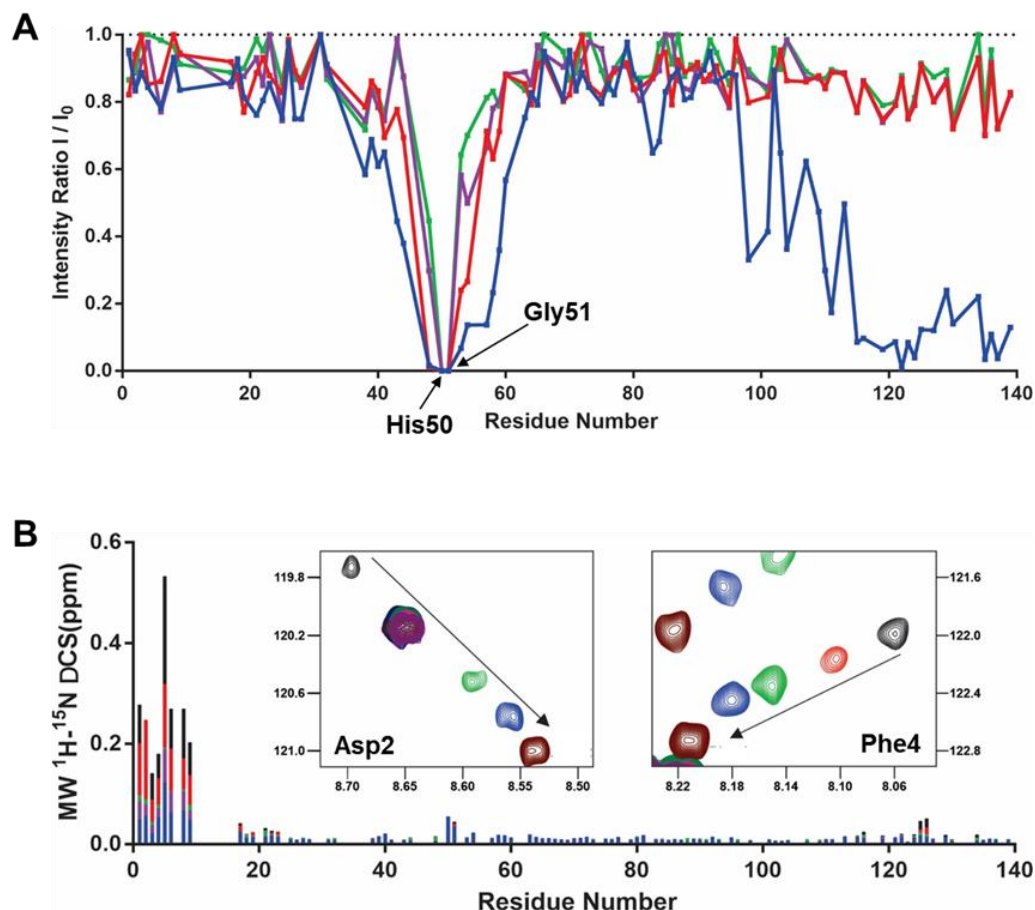 A
Intensity Ratio I / I0
1.0
0.8
0.6
0.4
0.2
0.0
Gly51
His50
0 20 40 60 80 100 120 140
Residue Number
B
MW 1H-15N DCS(ppm)
0.6
0.4
0.2
0.0
119.8
120.2
120.6
121.0
Asp2
8.70 8.65 8.60 8.55 8.50
121.6
122.0
122.4
122.8
Phe4
8.22 8.18 8.14 8.10 8.06
0 20 40 60 80 100 120 140
Residue Number